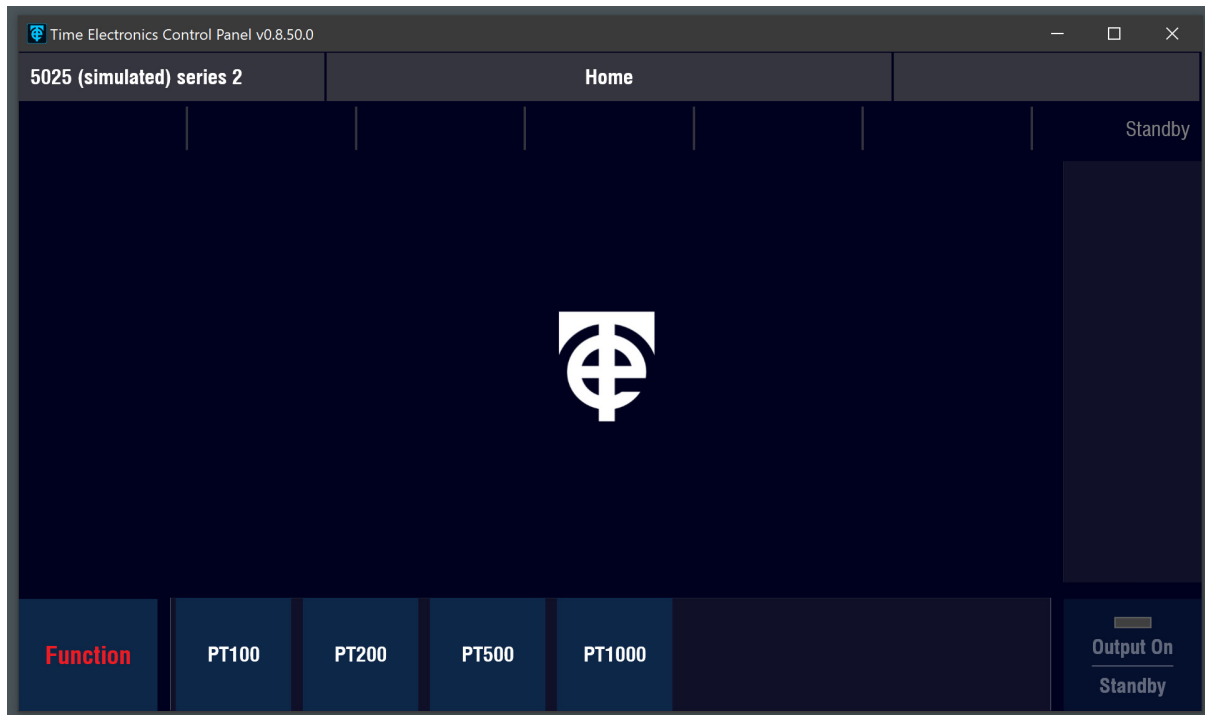 Time Electronics Control Panel v0.8.50.0
5025 (simulated) series 2
Home
Standby
Function
PT100
PT200
PT500
PT1000
Output On
Standby